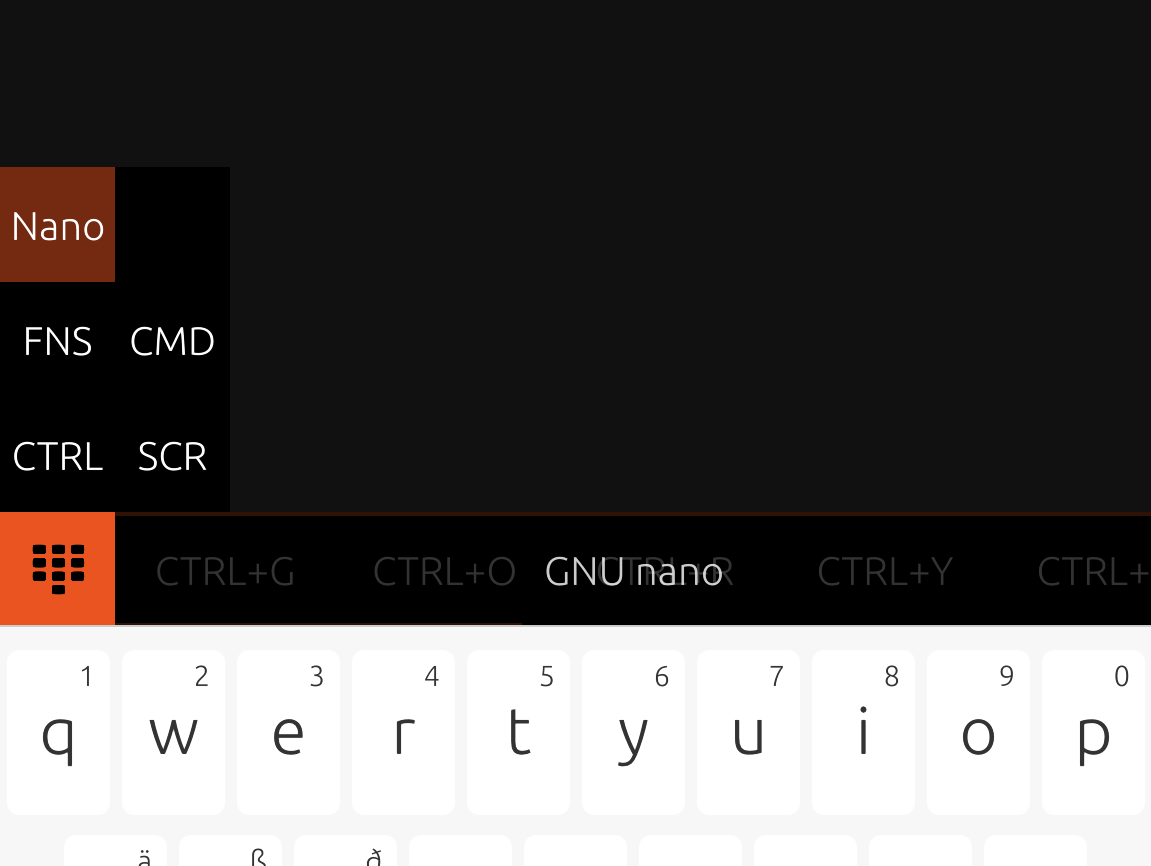 Nano
FNS CMD
CTRL SCR
CTRL+G CTRL+O CTRL+R CTRL+Y CTRL+
GNU nano
1 2 3 4 5 6 7 8 9 0
q w e r t y u i o p
ä ß ð